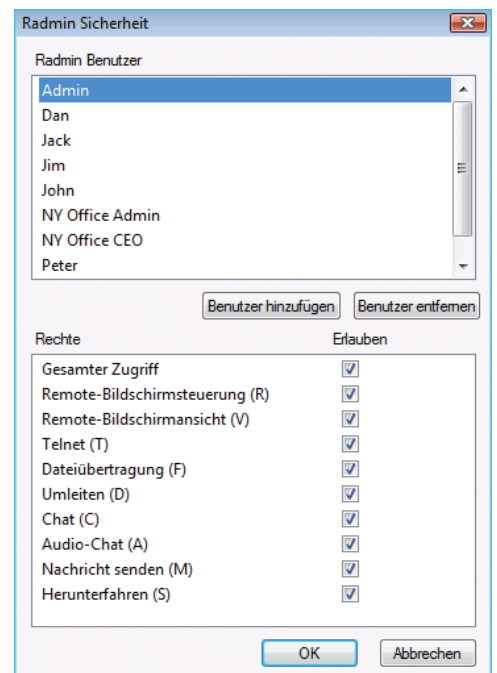 Radmin Sicherheit
Radmin Benutzer
Admin
Dan
Jack
Jim
John
NY Office Admin
NY Office CEO
Peter
Benutzer hinzufügen Benutzer entfernen
Rechte Erlauben
Gesamter Zugriff
Remote-Bildschirmsteuerung (R)
Remote-Bildschirmansicht (V)
Telnet (T)
Dateiübertragung (F)
Umleiten (D)
Chat (C)
Audio-Chat (A)
Nachricht senden (M)
Herunterfahren (S)
OK Abbrechen